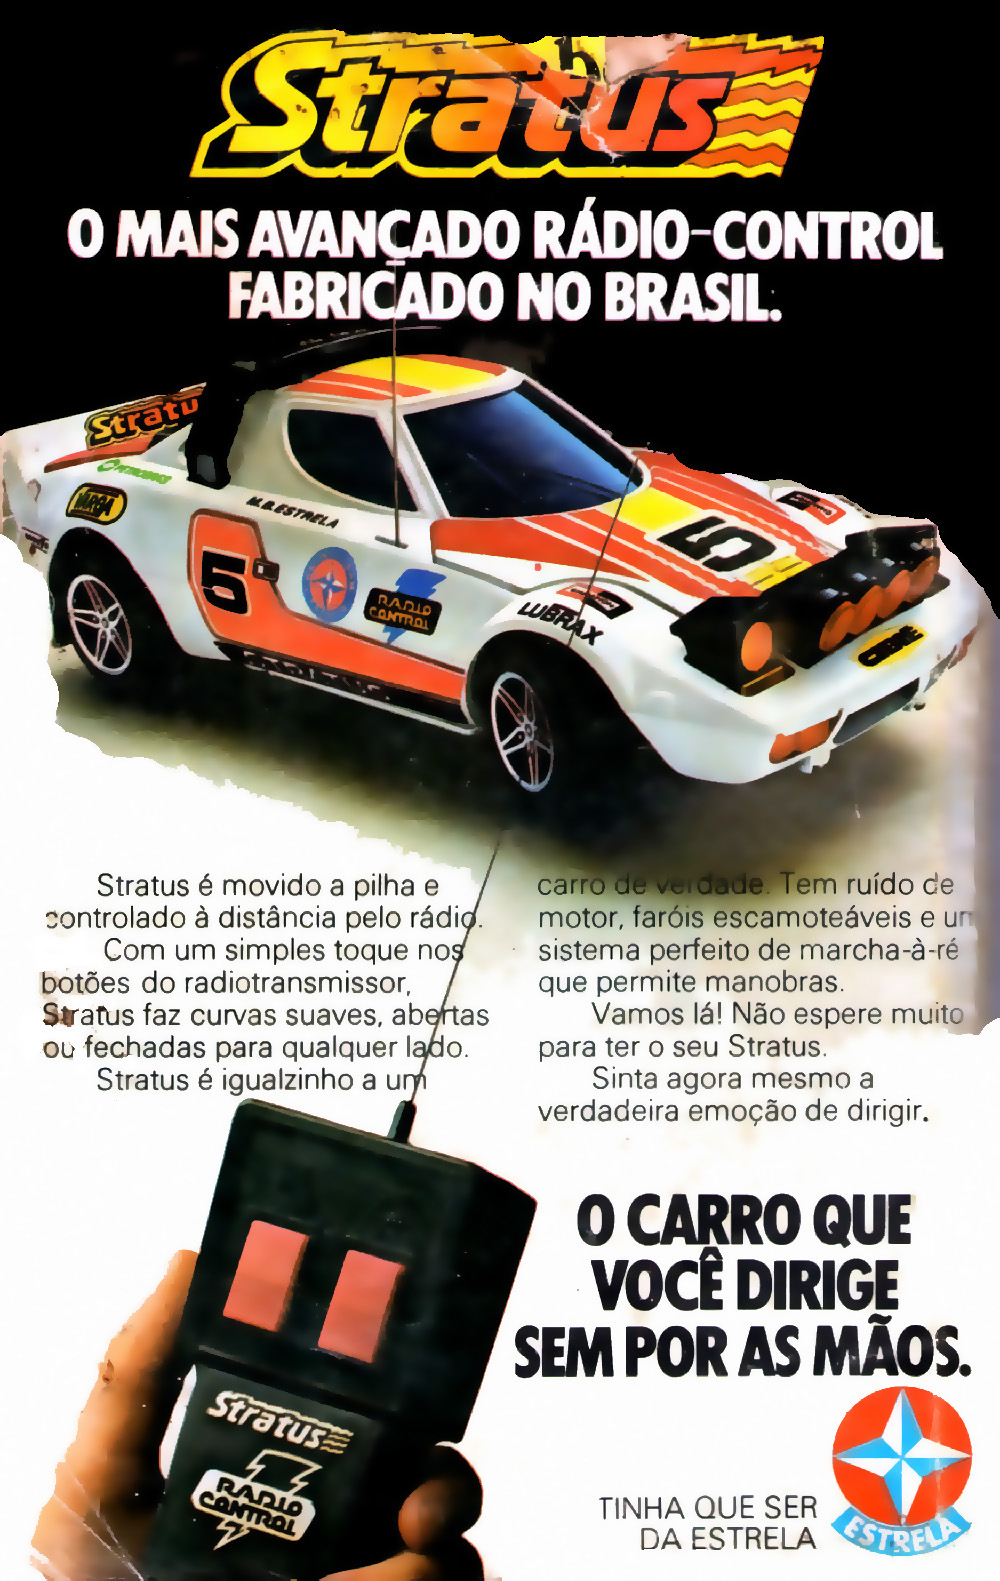 Stratus
O MAIS AVANÇADO RÁDIO-CONTROL
FABRICADO NO BRASIL.
Stratu
PETROBRAS
VARGA
M.B.ESTRELA
5
5
RADIO
CONTROL
LUBRAX
STRATUS
Stratus é movido a pilha e
controlado à distância pelo rádio.
Com um simples toque nos
botões do radiotransmissor,
Stratus faz curvas suaves, abertas
ou fechadas para qualquer lado.
Stratus é igualzinho a um
carro de verdade. Tem ruído de
motor, faróis escamoteáveis e um
sistema perfeito de marcha-à-ré
que permite manobras.
Vamos lá! Não espere muito
para ter o seu Stratus.
Sinta agora mesmo a
verdadeira emoção de dirigir.
O CARRO QUE
VOCÊ DIRIGE
SEM POR AS MÃOS.
Stratus
RADIO
CONTROL
TINHA QUE SER
DA ESTRELA
ESTRELA